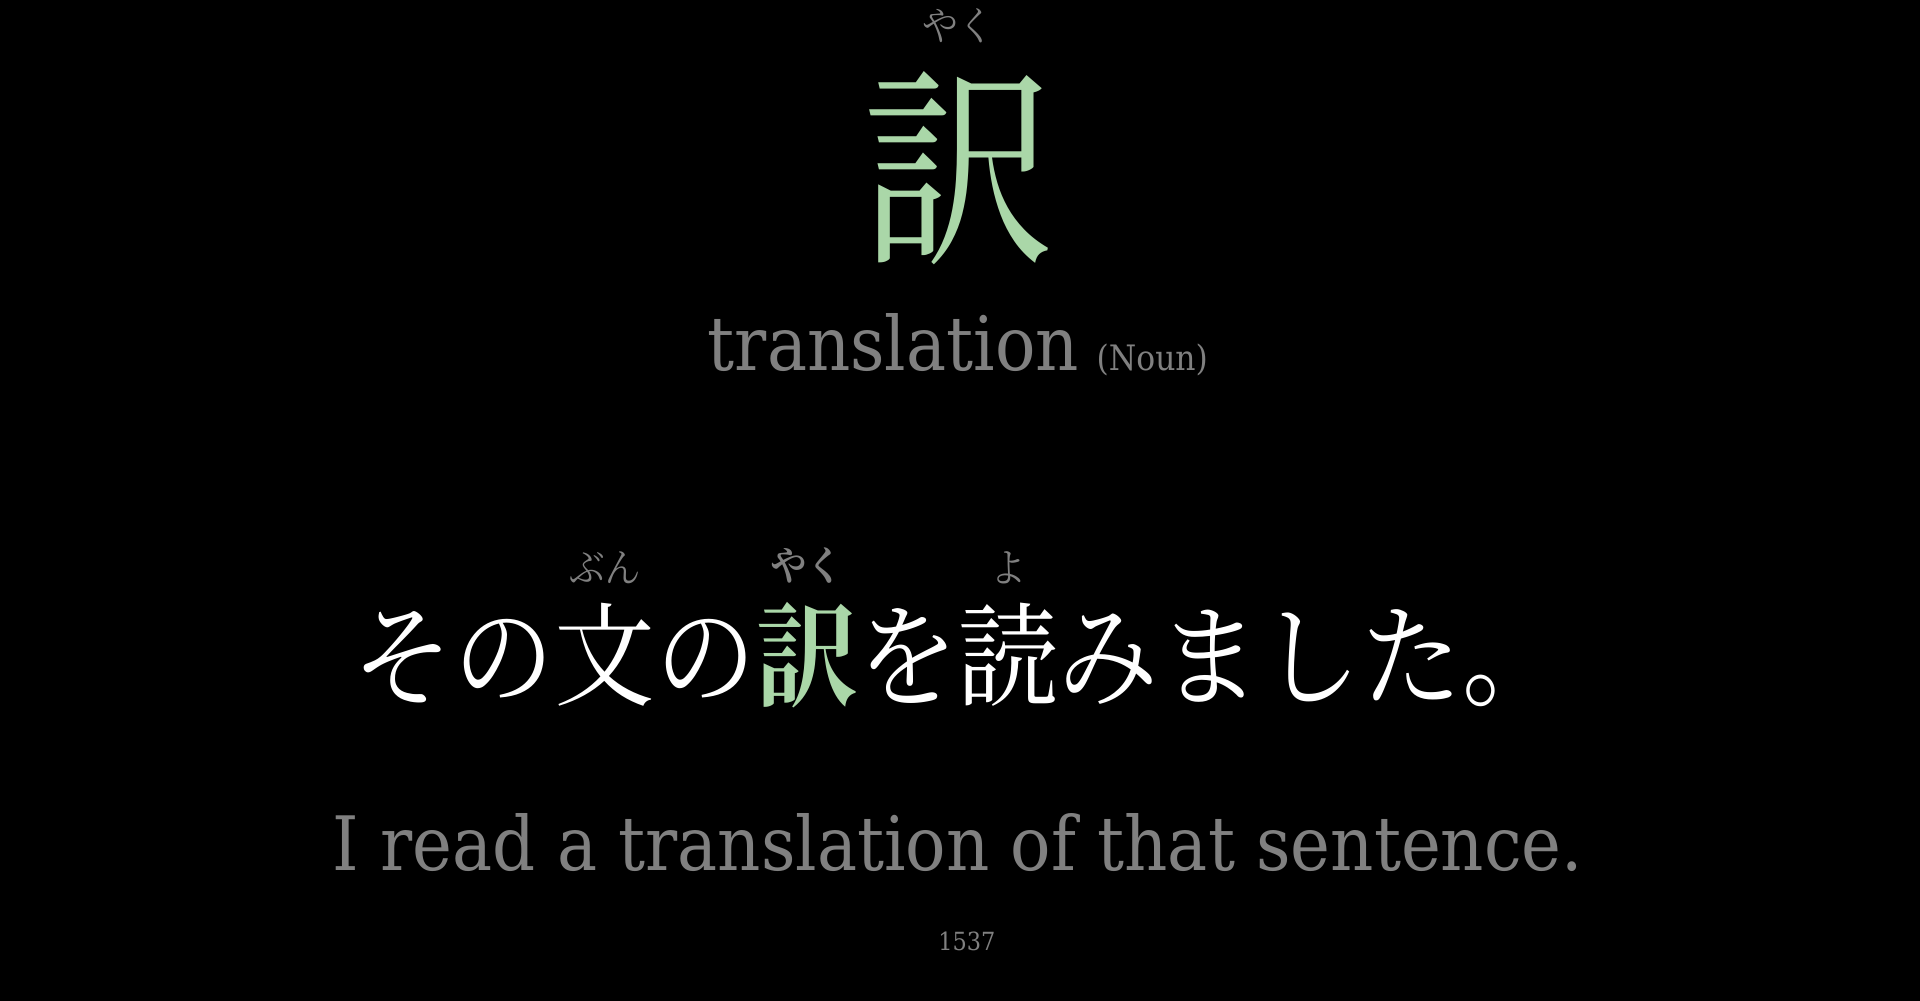 やく
訳
translation (Noun)
ぶん やく よ
その文の訳を読みました。
I read a translation of that sentence.
1537